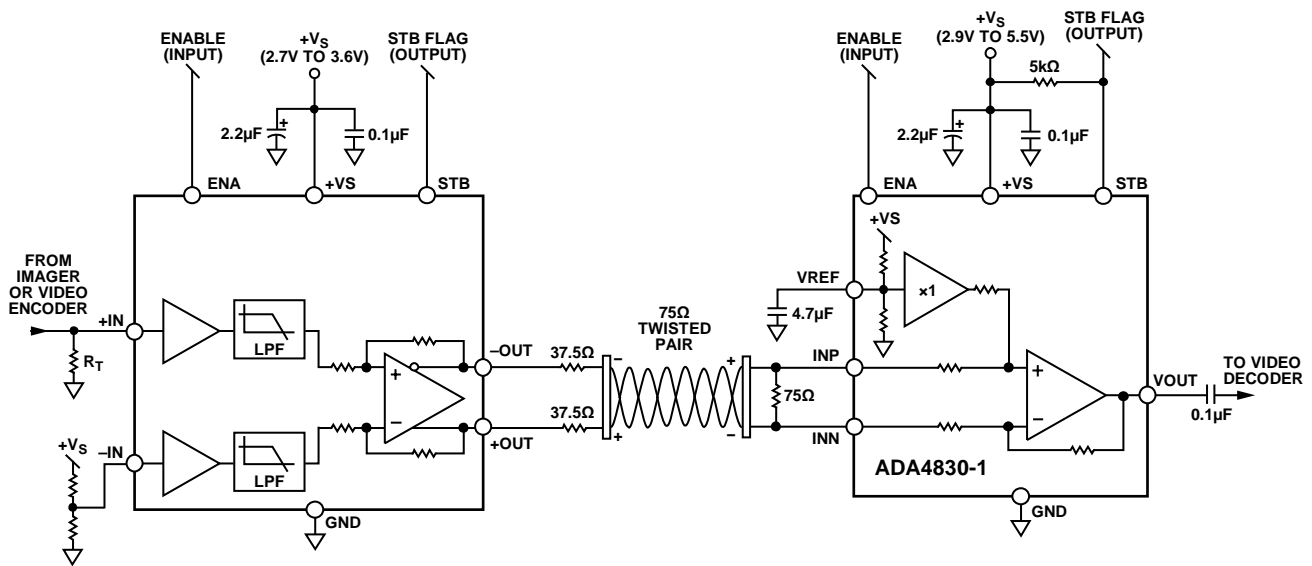 ENABLE
(INPUT)
+VS
(2.7V TO 3.6V)
STB FLAG
(OUTPUT)
2.2µF
+
0.1µF
ENA
+VS
STB
FROM
IMAGER
OR VIDEO
ENCODER
+IN
RT
LPF
+
−
–OUT
+OUT
37.5Ω
37.5Ω
+VS
–IN
LPF
GND
75Ω
TWISTED
PAIR
−
+
+
−
ENABLE
(INPUT)
+VS
(2.9V TO 5.5V)
STB FLAG
(OUTPUT)
5kΩ
2.2µF
+
0.1µF
ENA
+VS
STB
+VS
VREF
4.7µF
×1
INP
75Ω
INN
+
−
VOUT
TO VIDEO
DECODER
0.1µF
ADA4830-1
GND